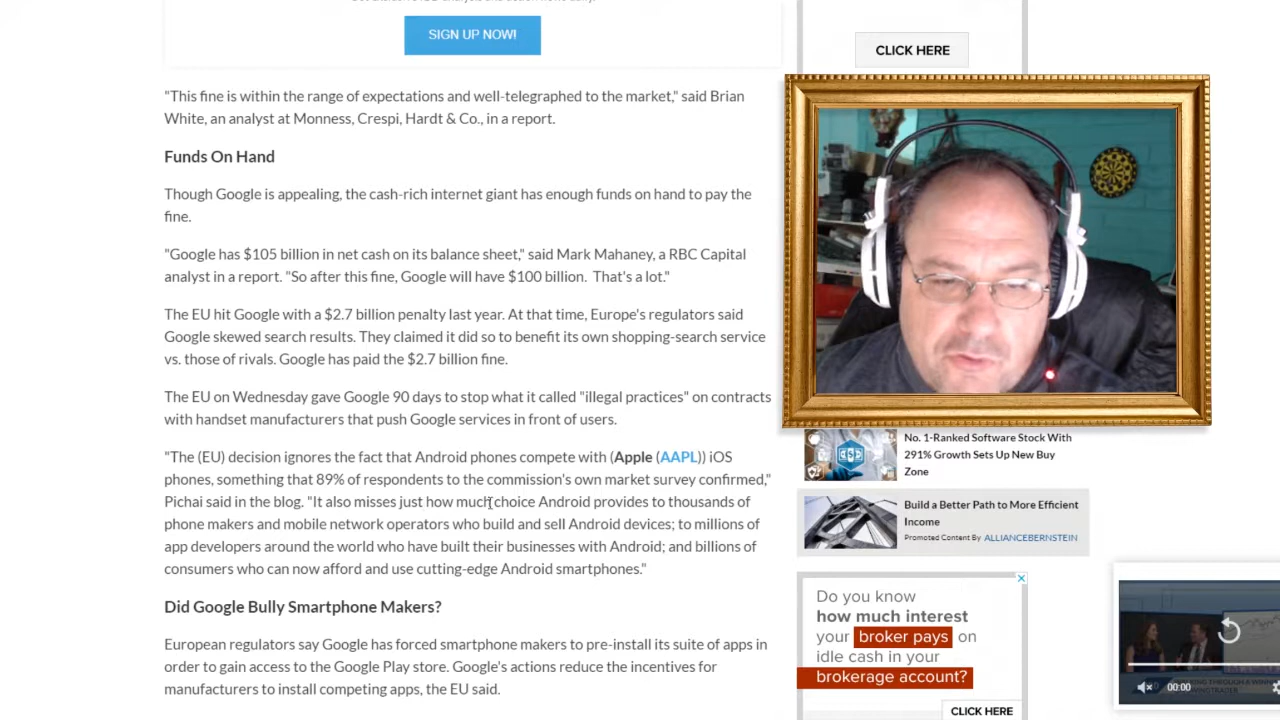 SIGN UP NOW!
"This fine is within the range of expectations and well-telegraphed to the market," said Brian
White, an analyst at Monness, Crespi, Hardt & Co., in a report.
Funds On Hand
Though Google is appealing, the cash-rich internet giant has enough funds on hand to pay the
fine.
"Google has $105 billion in net cash on its balance sheet," said Mark Mahaney, a RBC Capital
analyst in a report. "So after this fine, Google will have $100 billion. That's a lot."
The EU hit Google with a $2.7 billion penalty last year. At that time, Europe's regulators said
Google skewed search results. They claimed it did so to benefit its own shopping-search service
vs. those of rivals. Google has paid the $2.7 billion fine.
The EU on Wednesday gave Google 90 days to stop what it called "illegal practices" on contracts
with handset manufacturers that push Google services in front of users.
"The (EU) decision ignores the fact that Android phones compete with (Apple (AAPL)) iOS
phones, something that 89% of respondents to the commission's own market survey confirmed,"
Pichai said in the blog. "It also misses just how much choice Android provides to thousands of
phone makers and mobile network operators who build and sell Android devices; to millions of
app developers around the world who have built their businesses with Android; and billions of
consumers who can now afford and use cutting-edge Android smartphones."
Did Google Bully Smartphone Makers?
European regulators say Google has forced smartphone makers to pre-install its suite of apps in
order to gain access to the Google Play store. Google's actions reduce the incentives for
manufacturers to install competing apps, the EU said.
CLICK HERE
No. 1-Ranked Software Stock With
291% Growth Sets Up New Buy
Zone
Build a Better Path to More Efficient
Income
Promoted Content By ALLIANCEBERNSTEIN
Do you know
how much interest
your broker pays on
idle cash in your
brokerage account?
CLICK HERE
00:00